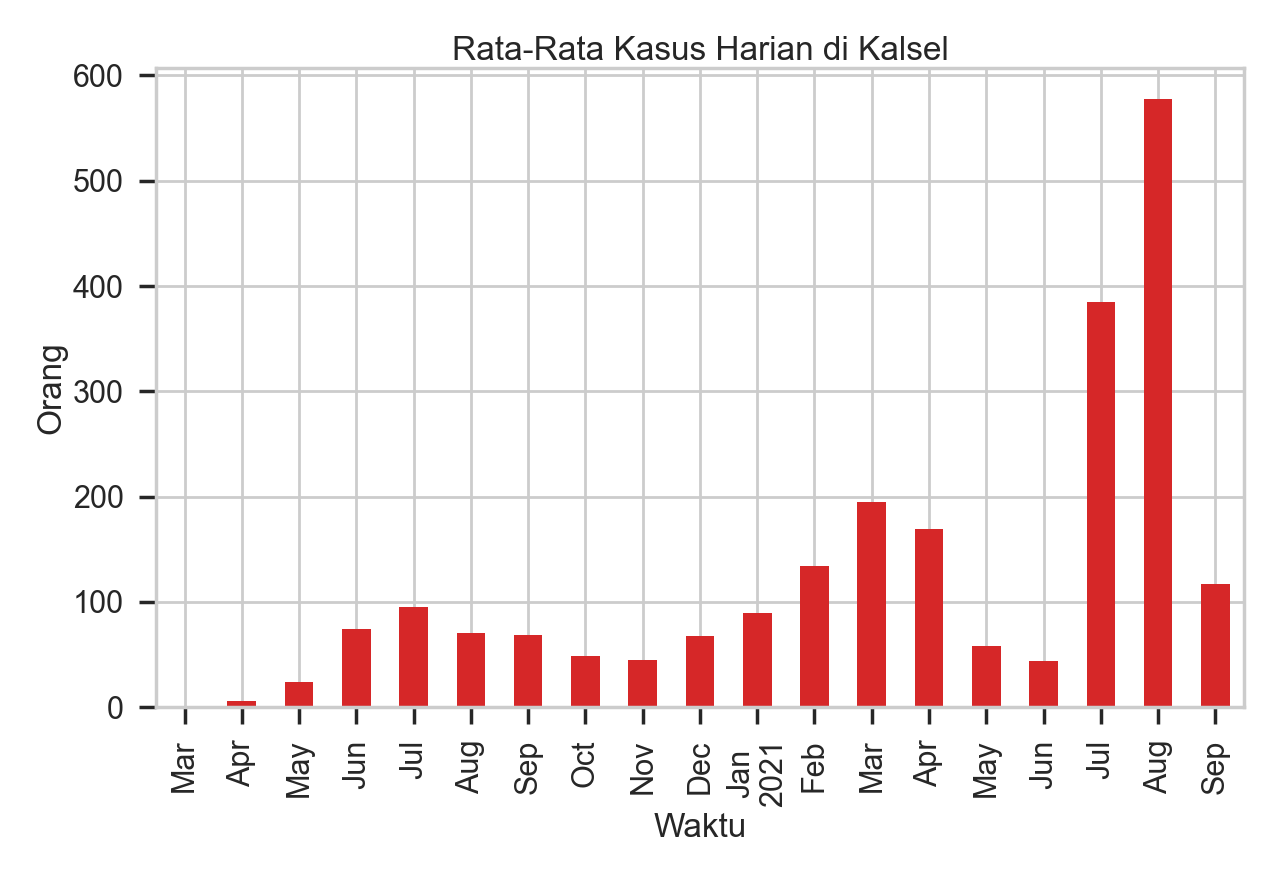 Rata-Rata Kasus Harian di Kalsel
600
500
400
300
200
100
0
Orang
Mar
Apr
May
Jun
Jul
Aug
Sep
Oct
Nov
Dec
Jan
2021
Feb
Mar
Apr
May
Jun
Jul
Aug
Sep
Waktu